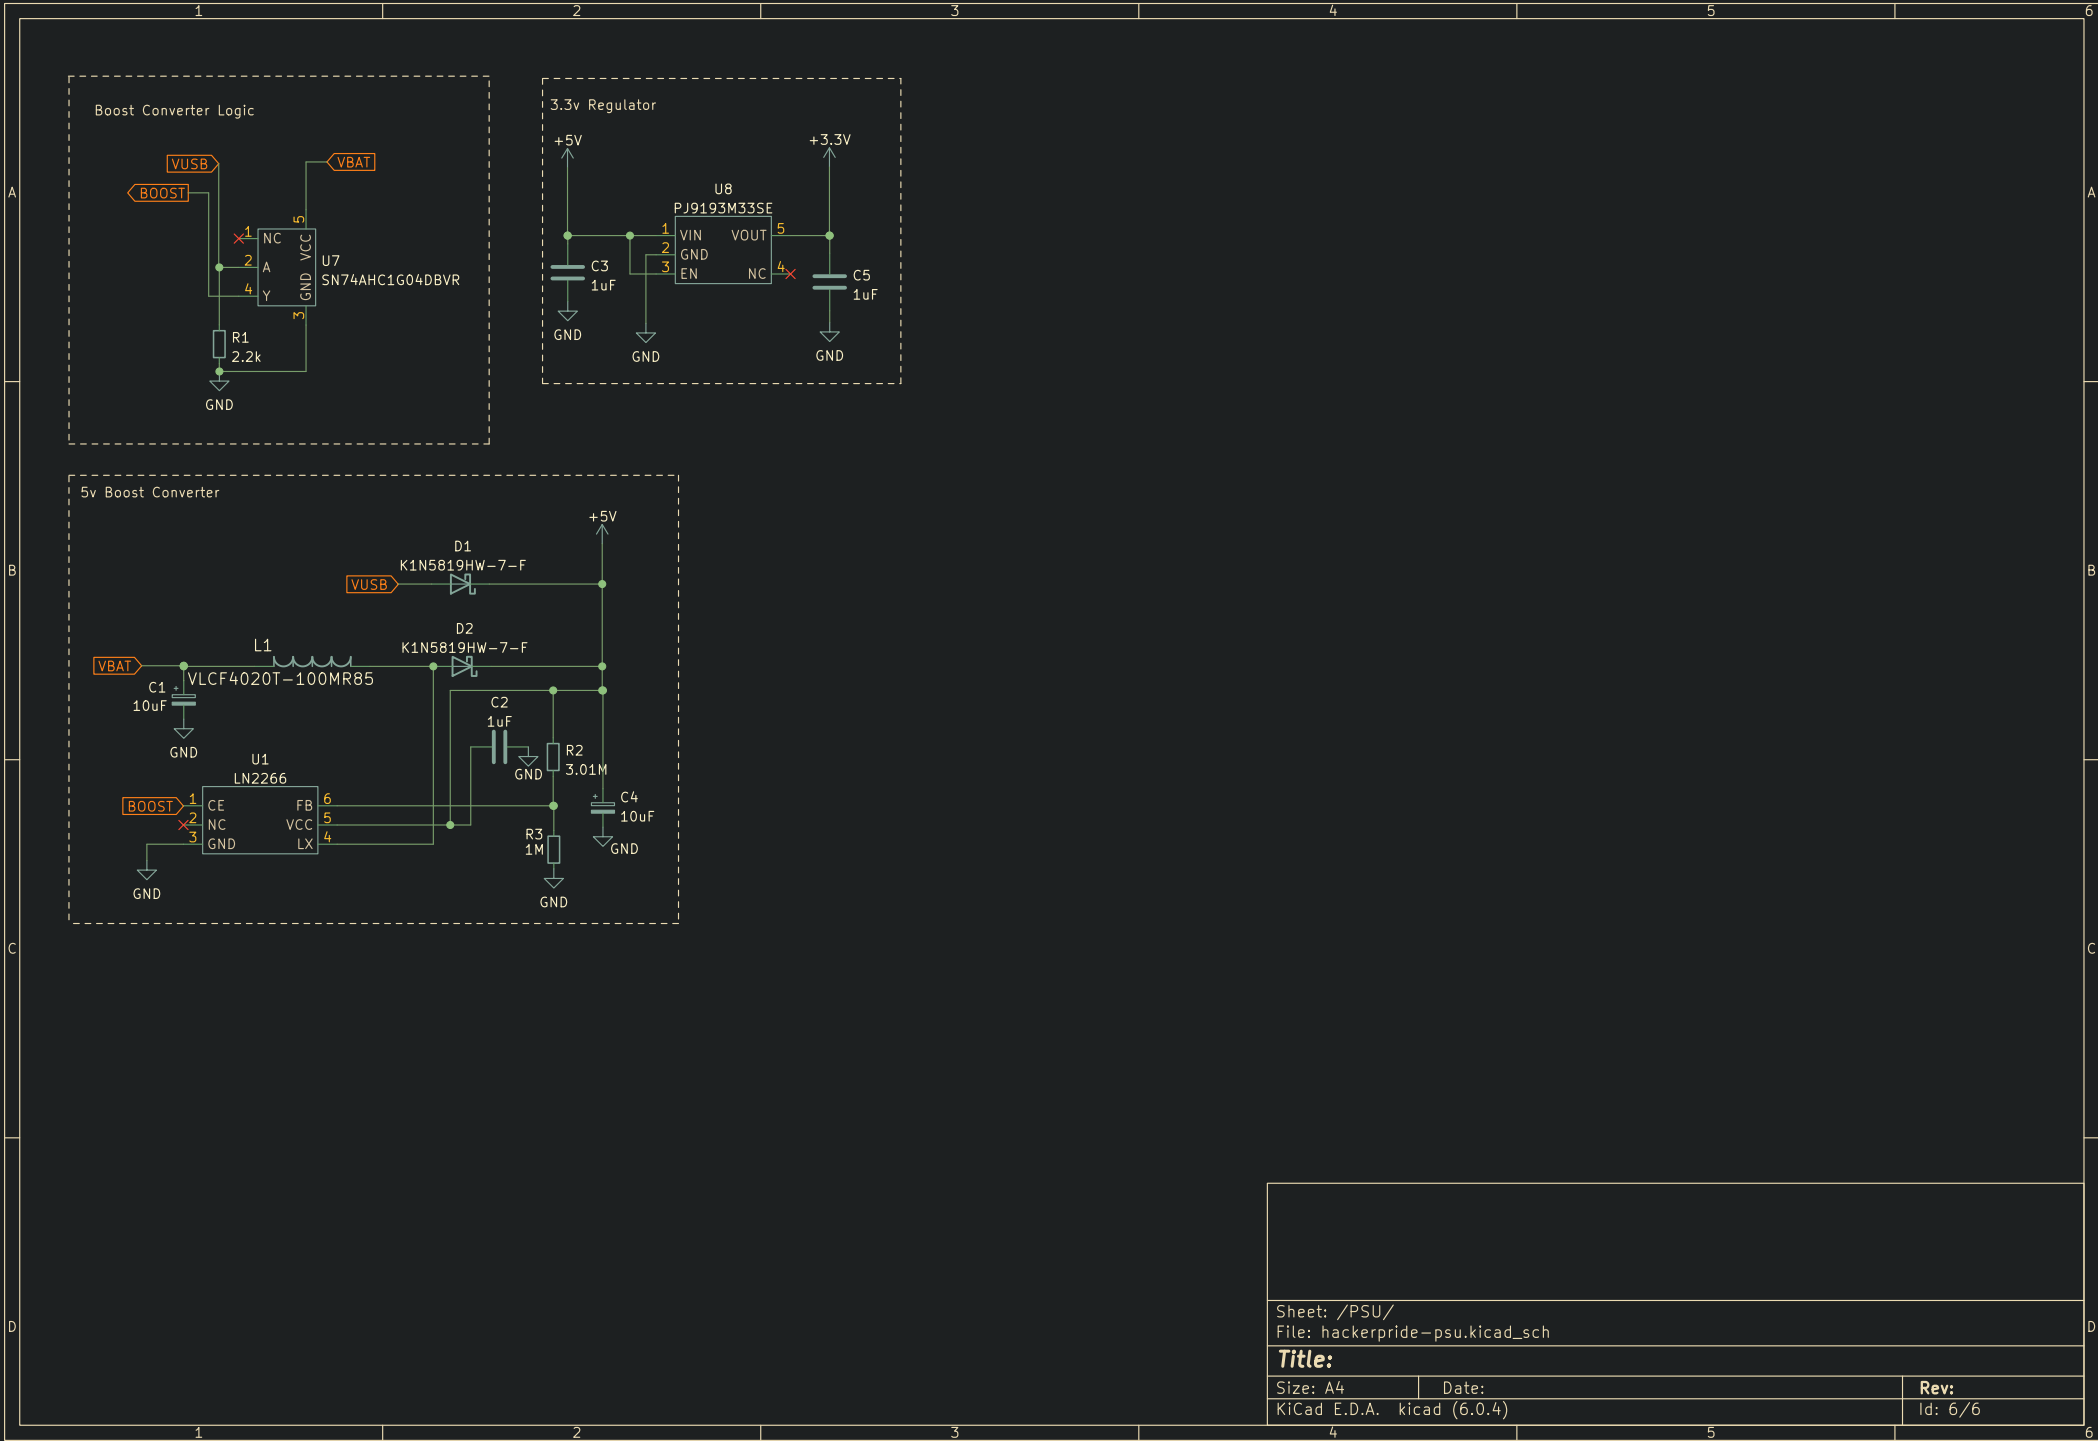 1 2 3 4 5 6
A A
B B
C C
D D
Boost Converter Logic
VUSB
VBAT
BOOST
5
1 NC
VCC
2 A
U7
SN74AHC1G04DBVR
4 Y
GND
3
R1
2.2k
GND
3.3v Regulator
+5V
+3.3V
U8
PJ9193M33SE
1 VIN VOUT 5
2 GND
3 EN NC 4
C3
1uF
C5
1uF
GND
GND
GND
5v Boost Converter
+5V
D1
K1N5819HW-7-F
VUSB
D2
K1N5819HW-7-F
L1
VBAT
VLCF4020T-100MR85
C1
+
10uF
GND
C2
1uF
R2
3.01M
GND
U1
LN2266
BOOST 1 CE FB 6
2 NC VCC 5
3 GND LX 4
+
C4
10uF
R3
1M
GND
GND
GND
Sheet: /PSU/
File: hackerpride-psu.kicad_sch
Title:
Size: A4 Date: Rev:
KiCad E.D.A. kicad (6.0.4) Id: 6/6
1 2 3 4 5 6